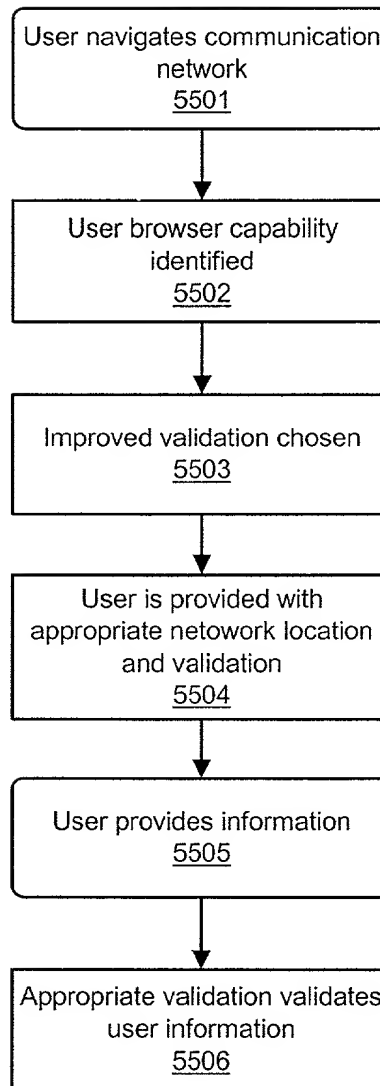 User navigates communication
network
5501
User browser capability
identified
5502
Improved validation chosen
5503
User is provided with
appropriate netowork location
and validation
5504
User provides information
5505
Appropriate validation validates
user information
5506